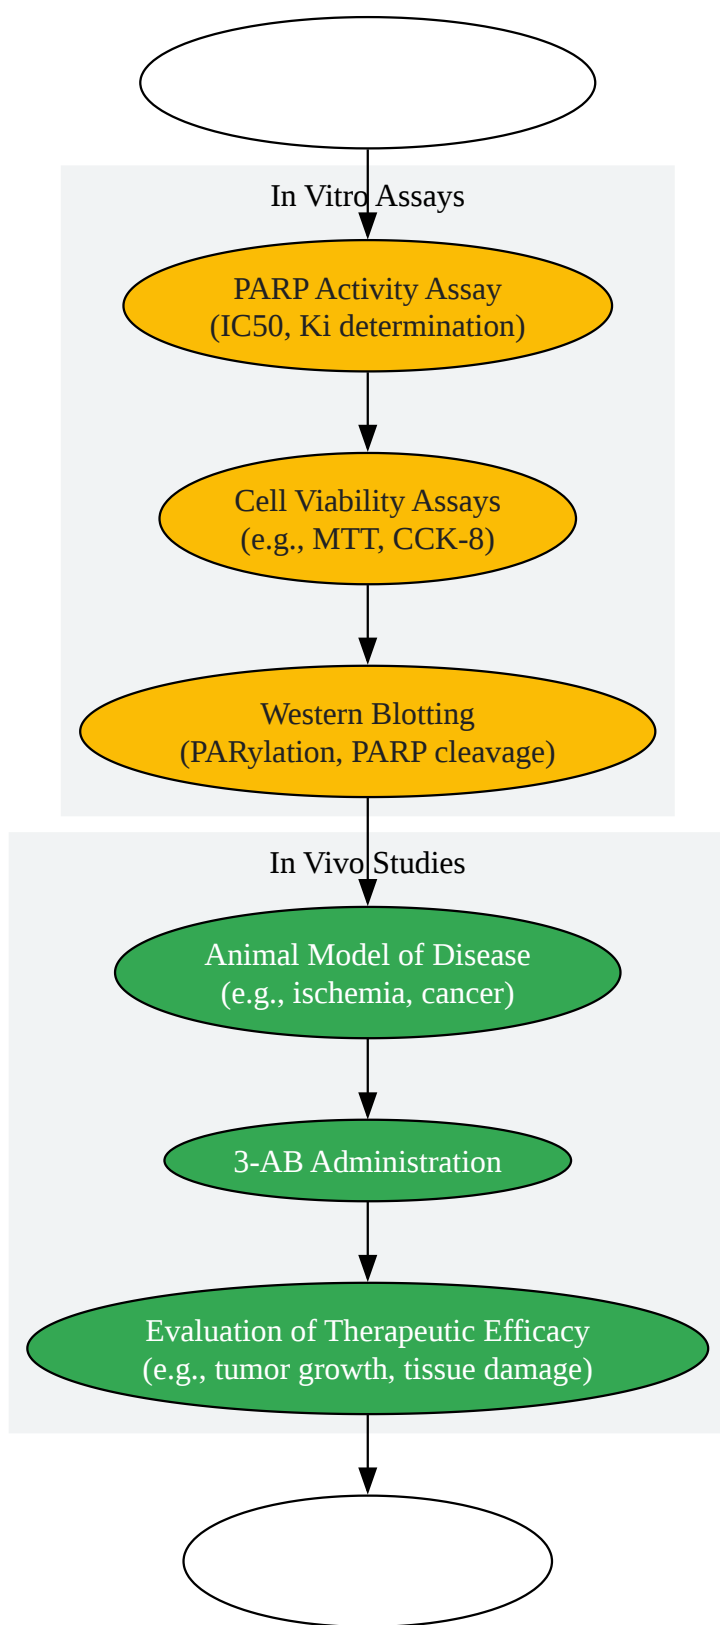 In Vitro Assays
PARP Activity Assay
(IC50, Ki determination)
Cell Viability Assays
(e.g., MTT, CCK-8)
Western Blotting
(PARylation, PARP cleavage)
In Vivo Studies
Animal Model of Disease
(e.g., ischemia, cancer)
3-AB Administration
Evaluation of Therapeutic Efficacy
(e.g., tumor growth, tissue damage)